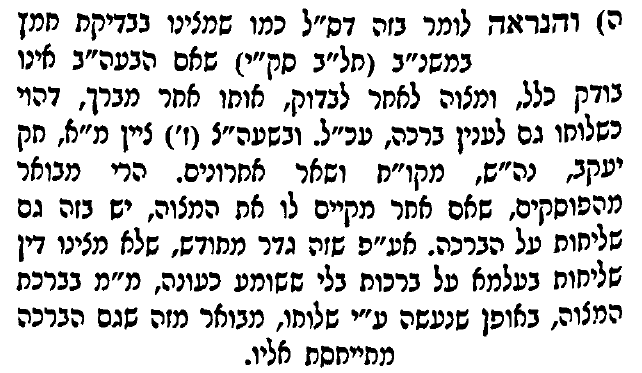 ה) והנראה לומר בזה דס"ל כמו שמצינו בבדיקת חמץ
במשנ"ב (תל"ב סק"י) שאם הבעה"ב אינו
בודק כלל, ומצוה לאחר לבדוק, אותו אחר מברך, דהוי
כשלוחו גם לענין ברכה, עכ"ל. ובשעה"צ (ז') ציין מ"א, חק
יעקב, נה"ש, מקו"ח ושאר אחרונים. הרי מבואר
מהפוסקים, שאם אחר מקיים לו את המצוה, יש בזה גם
שליחות על הברכה. אע"פ שזה גדר מחודש, שלא מצינו דין
שליחות בעלמא על ברכות בלי ששומע כעונה, מ"מ בברכת
המצוה, באופן שנעשה ע"י שלוחו, מבואר מזה שגם הברכה
מתייחסת אליו.